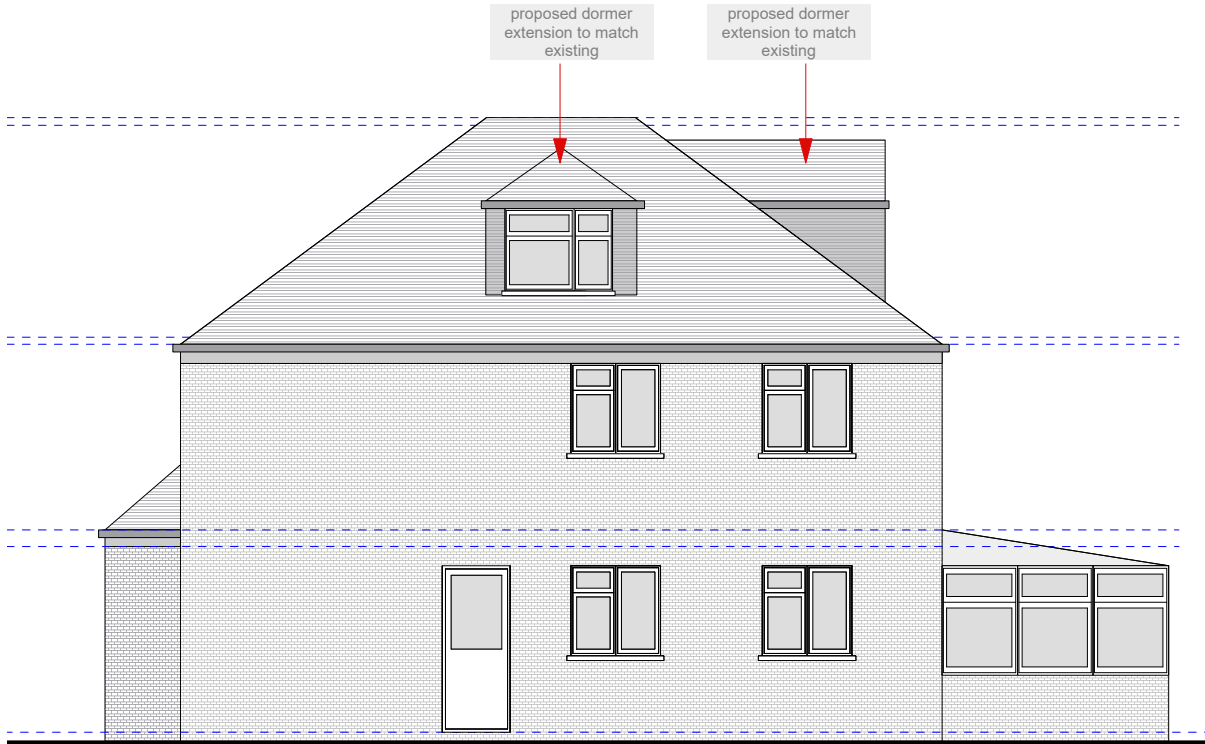 proposed dormer
extension to match
existing
proposed dormer
extension to match
existing